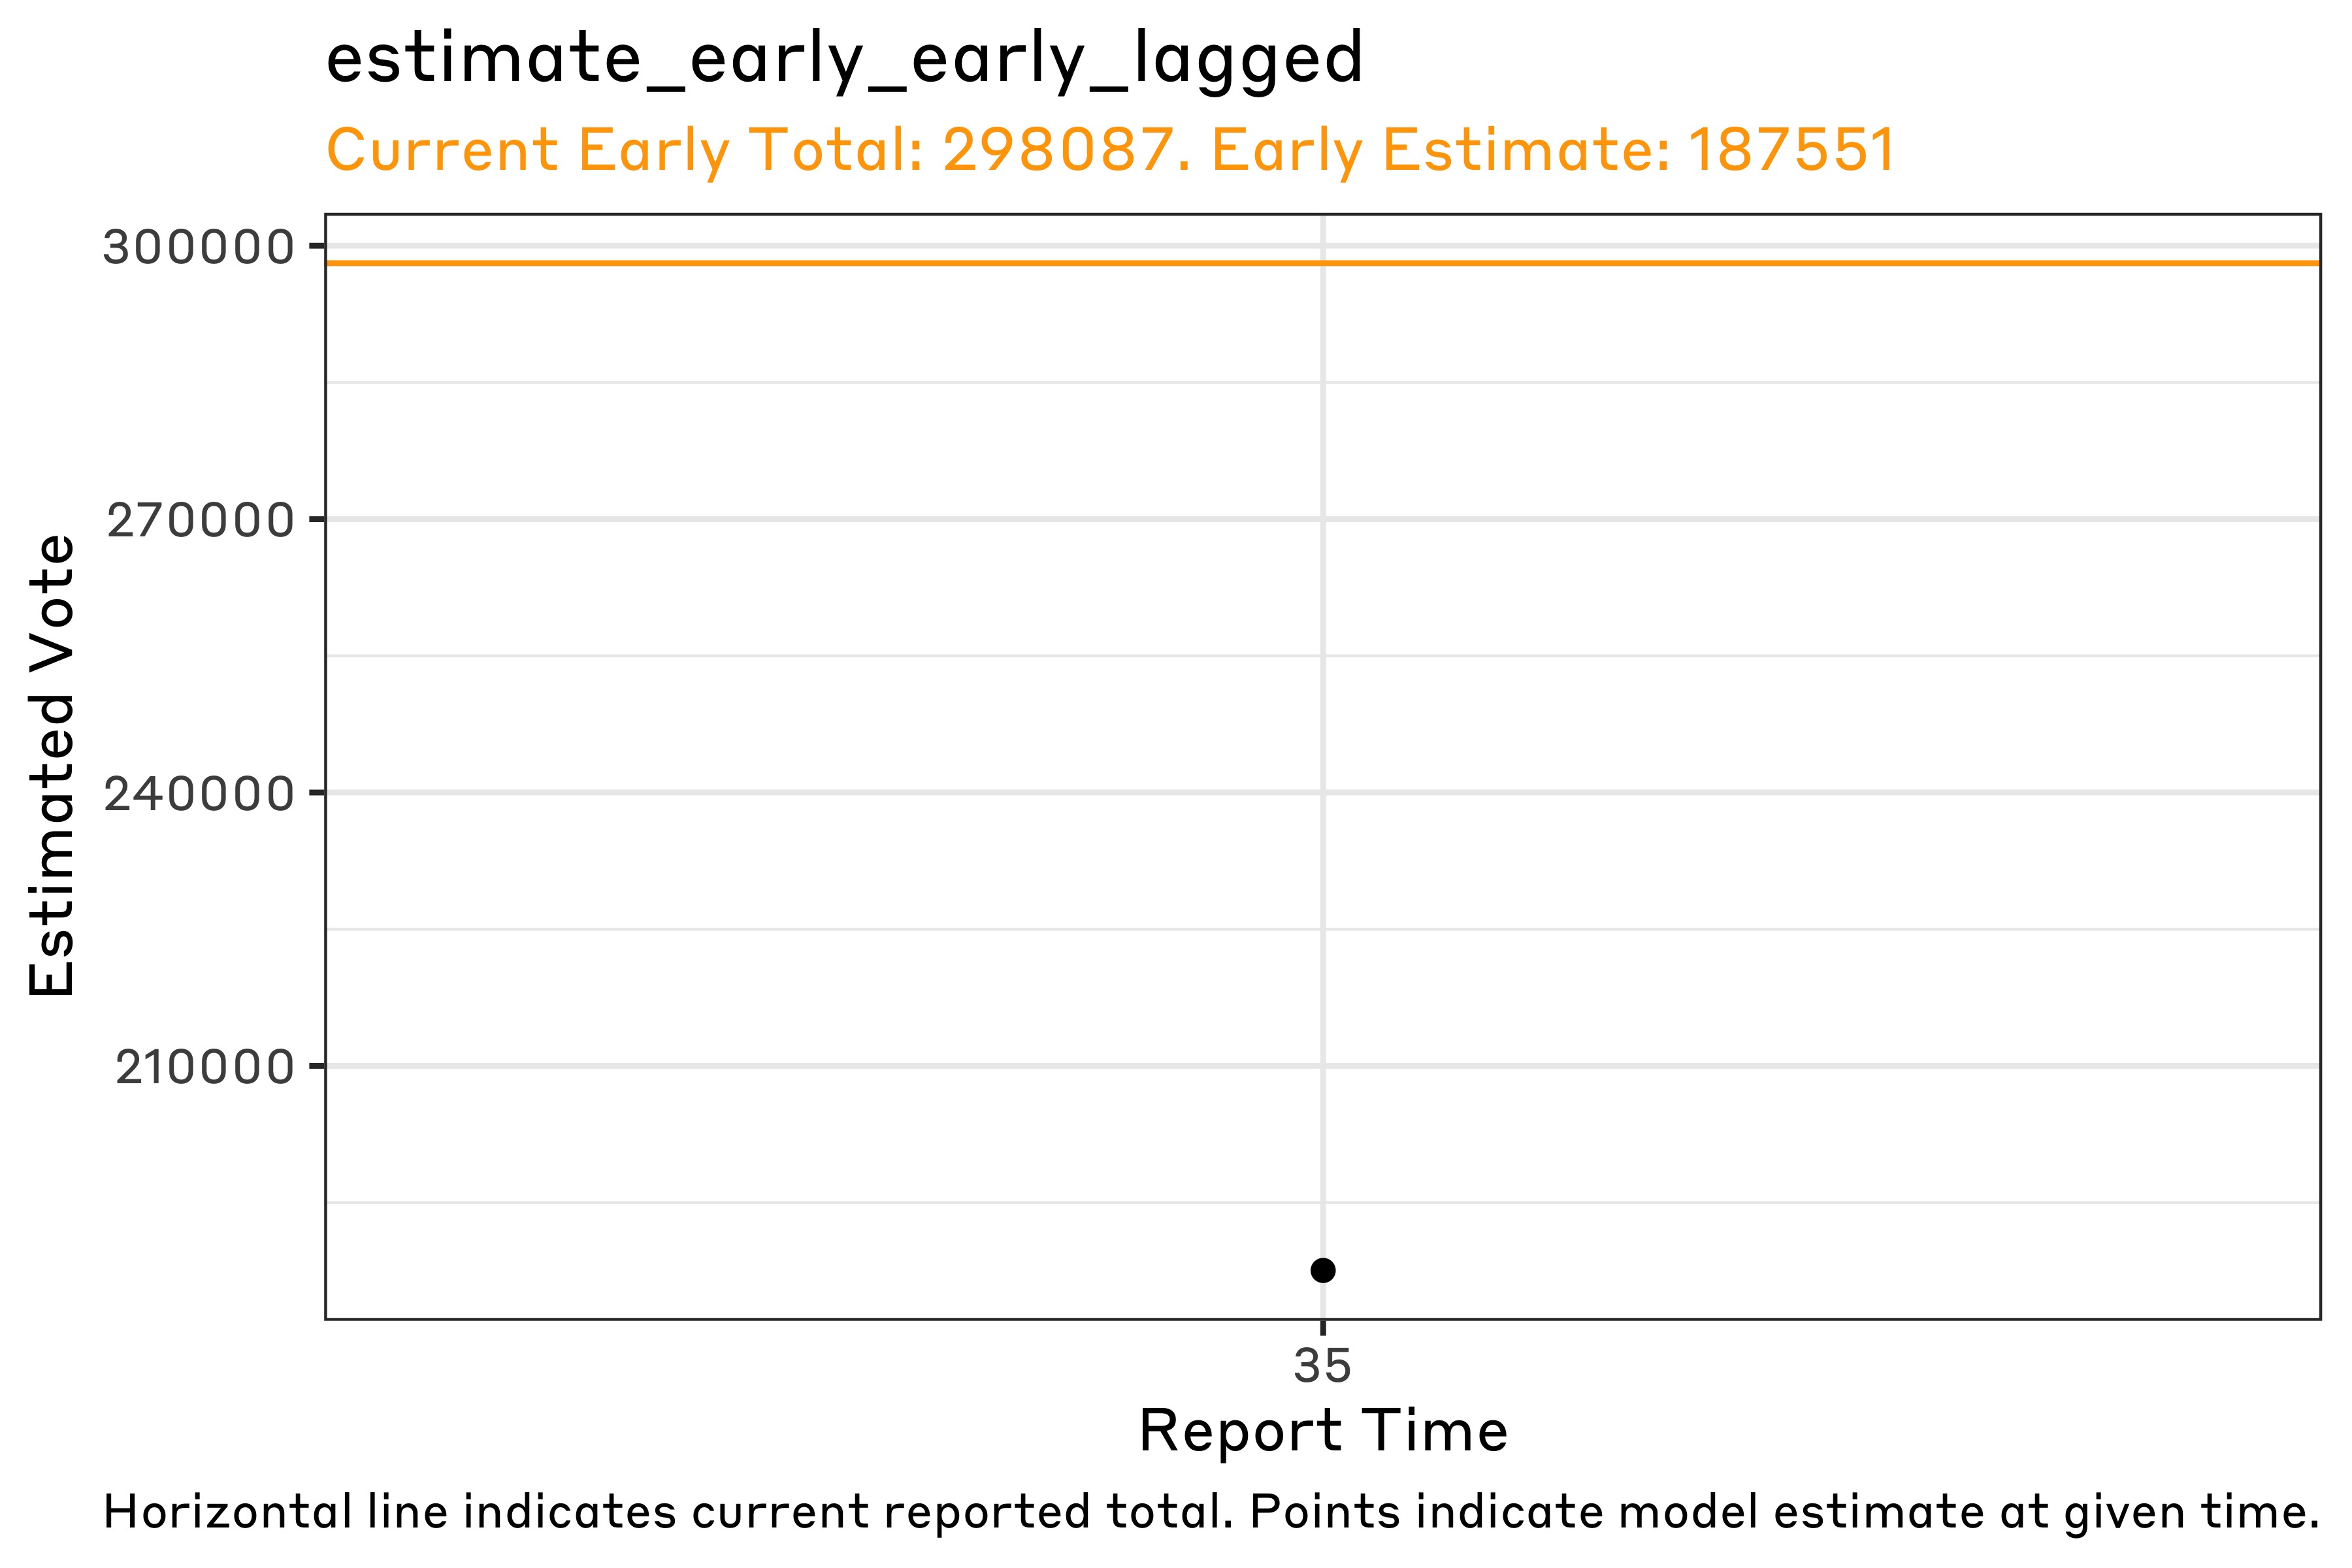 estimate_early_early_lagged
Current Early Total: 298087. Early Estimate: 187551
300000
270000
240000
210000
Estimated Vote
35
Report Time
Horizontal line indicates current reported total. Points indicate model estimate at given time.